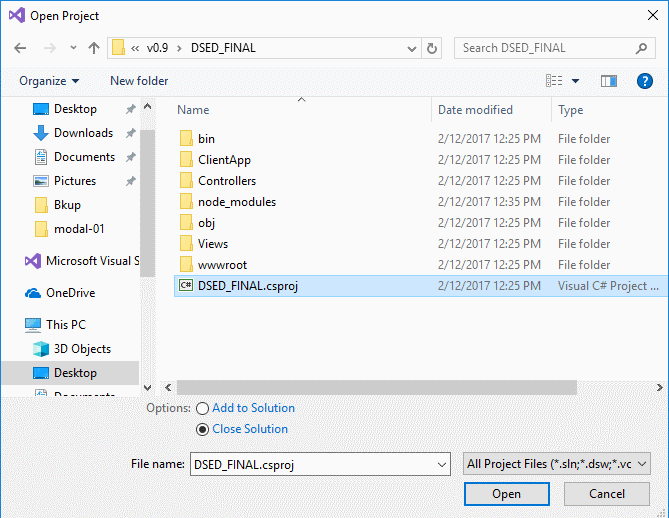 Open Project
v0.9 DSED_FINAL
Search DSED_FINAL
Organize New folder
Desktop
Downloads
Documents
Pictures
Bkup
modal-01
Microsoft Visual S
OneDrive
This PC
3D Objects
Desktop
Name Date modified Type
bin 2/12/2017 12:25 PM File folder
ClientApp 2/12/2017 12:25 PM File folder
Controllers 2/12/2017 12:25 PM File folder
node_modules 2/12/2017 12:35 PM File folder
obj 2/12/2017 12:25 PM File folder
Views 2/12/2017 12:25 PM File folder
wwwroot 2/12/2017 12:25 PM File folder
C# DSED_FINAL.csproj 2/12/2017 12:25 PM Visual C# Project ...
Options: Add to Solution
Close Solution
File name: DSED_FINAL.csproj All Project Files (*.sln;*.dsw;*.vc
Open Cancel